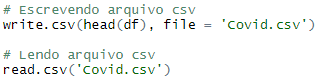 # Escrevendo arquivo csv
write.csv(head(df), file = 'Covid.csv')
# Lendo arquivo csv
read.csv('Covid.csv')